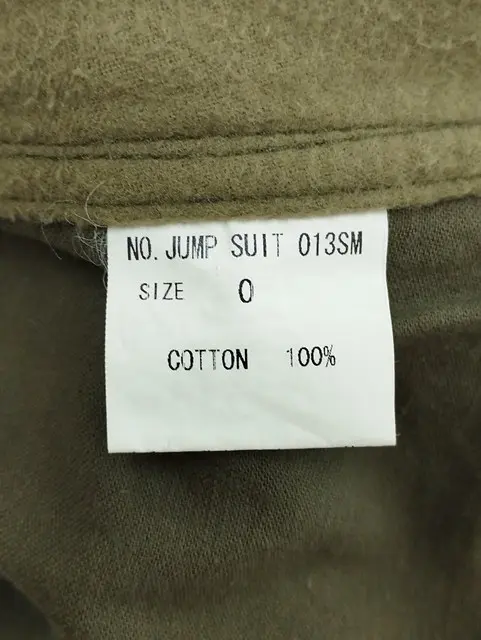 NO. JUMP SUIT 013SM
SIZE 0
COTTON 100%